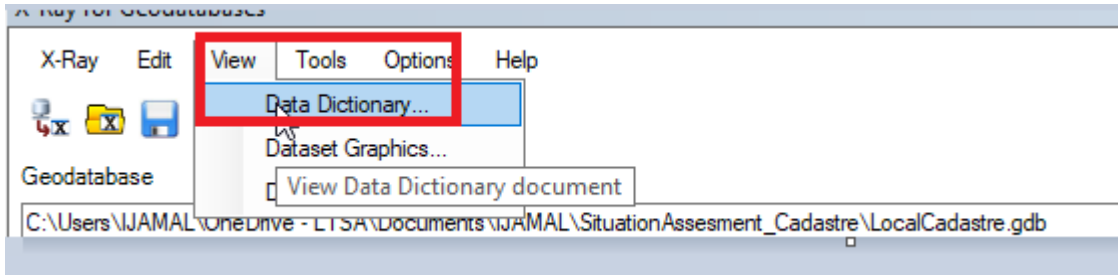 X-Ray for Geodatabases
X-Ray Edit View Tools Options Help
Data Dictionary...
Dataset Graphics...
Geodatabase
View Data Dictionary document
C:\Users\IJAMAL\OneDrive - LTSA\Documents\IJAMAL\SituationAssesment_Cadastre\LocalCadastre.gdb